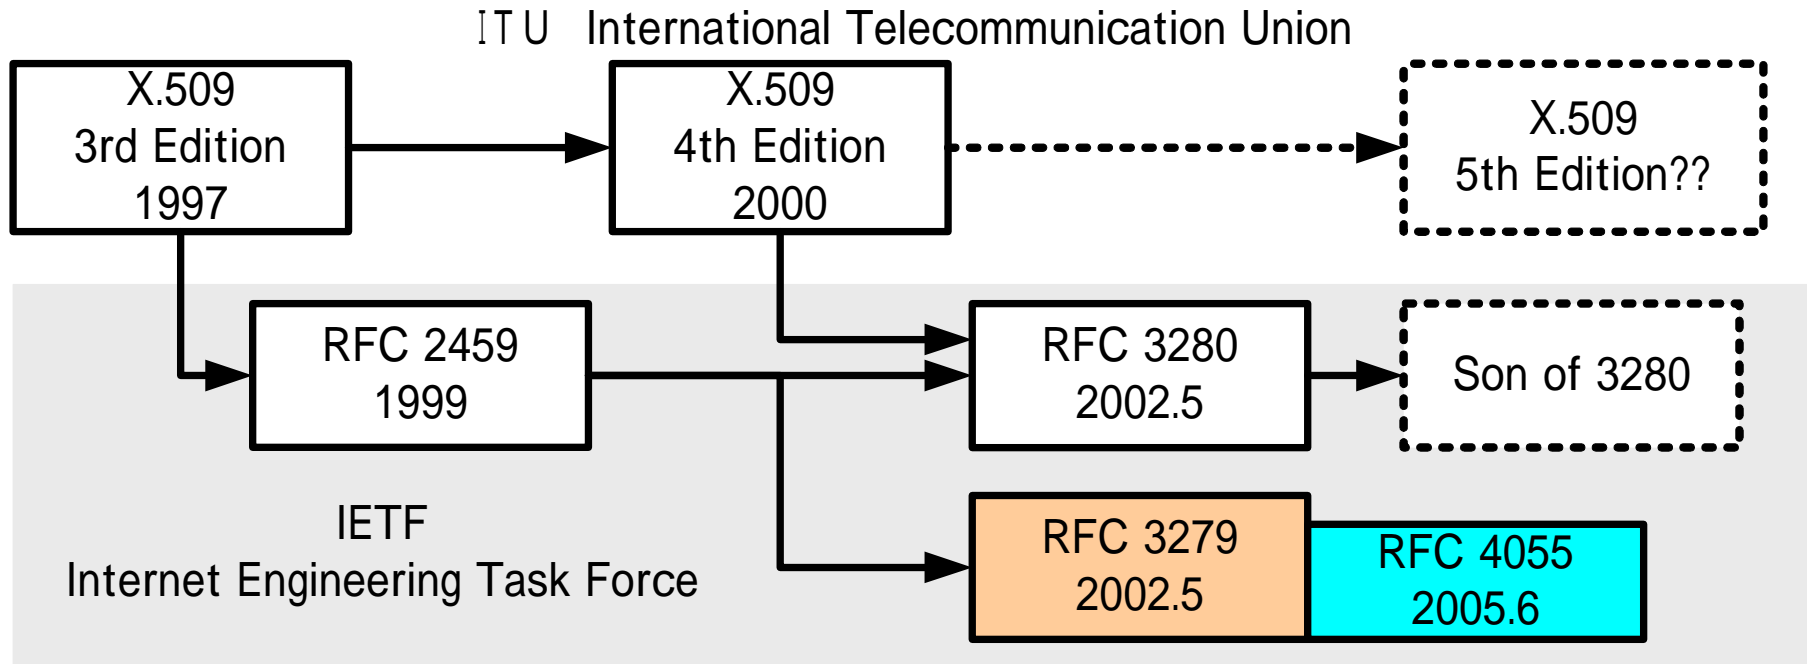 ITU International Telecommunication Union
X.509
3rd Edition
1997
X.509
4th Edition
2000
X.509
5th Edition??
RFC 2459
1999
RFC 3280
2002.5
Son of 3280
IETF
Internet Engineering Task Force
RFC 3279
2002.5
RFC 4055
2005.6